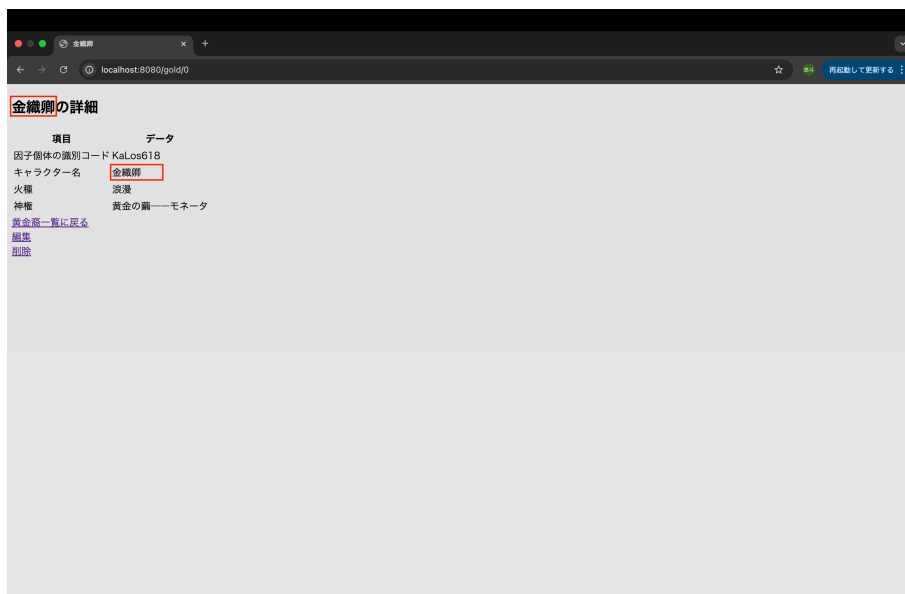 金織卿
localhost:8080/gold/0
再起動して更新する
金織卿の詳細
項目 データ
因子個体の識別コード KaLos618
キャラクター名 金織卿
火種 浪漫
神権 黄金の繭——モネータ
黄金裔一覧に戻る
編集
削除